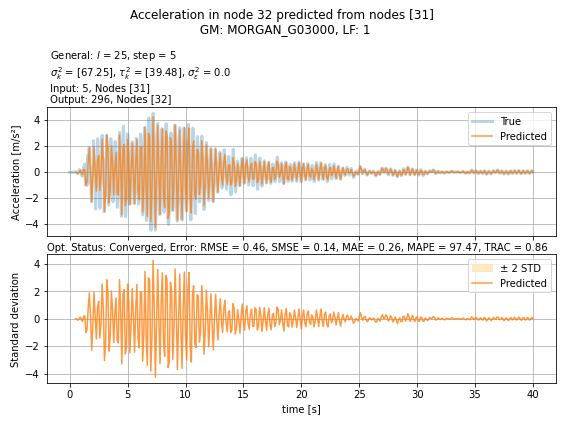 Acceleration in node 32 predicted from nodes [31]
GM: MORGAN_G03000, LF: 1
General: l = 25, step = 5
σ²ₖ = [67.25], τ²ₖ = [39.48], σ²ε = 0.0
Input: 5, Nodes [31]
Output: 296, Nodes [32]
Acceleration [m/s²]
4
2
0
−2
−4
True
Predicted
Opt. Status: Converged, Error: RMSE = 0.46, SMSE = 0.14, MAE = 0.26, MAPE = 97.47, TRAC = 0.86
Standard deviation
4
2
0
−2
−4
± 2 STD
Predicted
0 5 10 15 20 25 30 35 40
time [s]